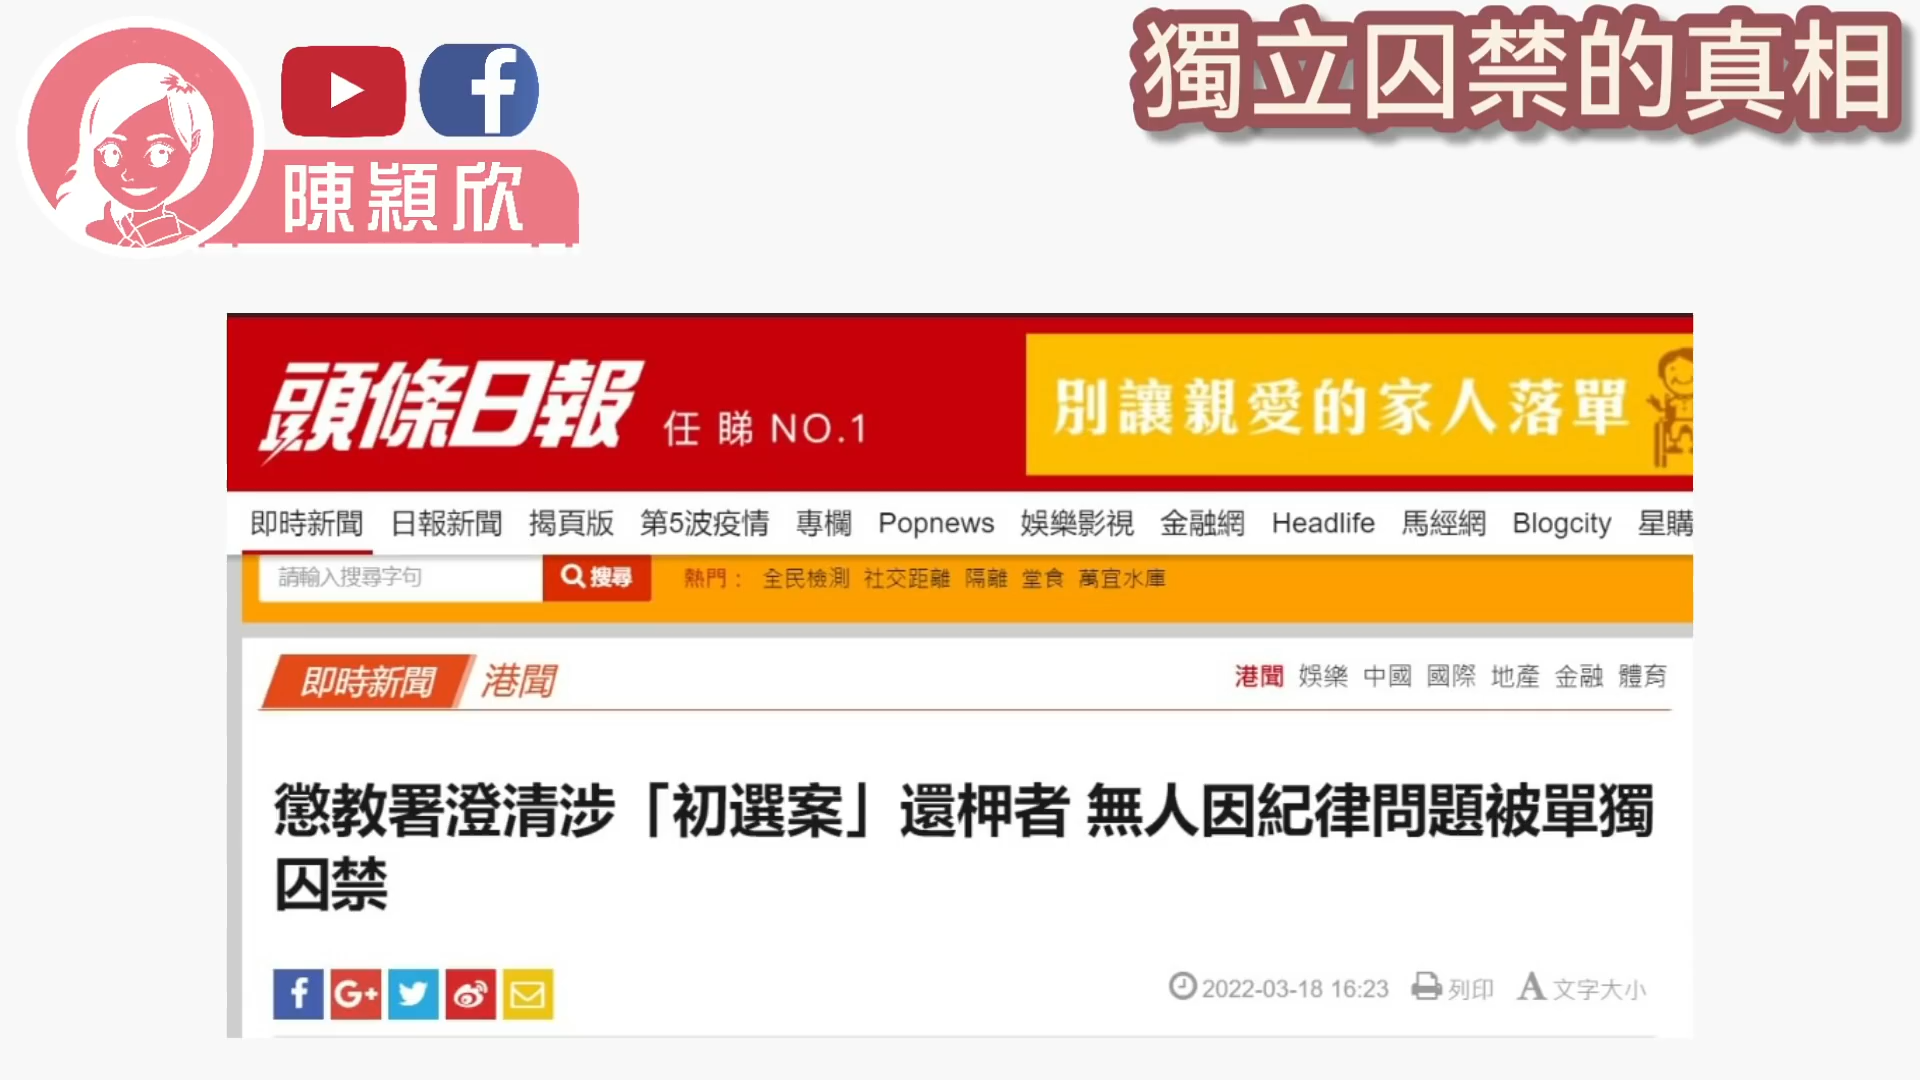 獨立囚禁的真相
陳穎欣
頭條日報 任睇 NO.1
別讓親愛的家人落單
即時新聞 日報新聞 揭頁版 第5波疫情 專欄 Popnews 娛樂影視 金融網 Headlife 馬經網 Blogcity 星購
請輸入搜尋字句 搜尋 熱門： 全民檢測 社交距離 隔離 堂食 萬宜水庫
即時新聞 港聞 港聞 娛樂 中國 國際 地產 金融 體育
懲教署澄清涉「初選案」還柙者 無人因紀律問題被單獨
囚禁
2022-03-18 16:23 列印 A 文字大小